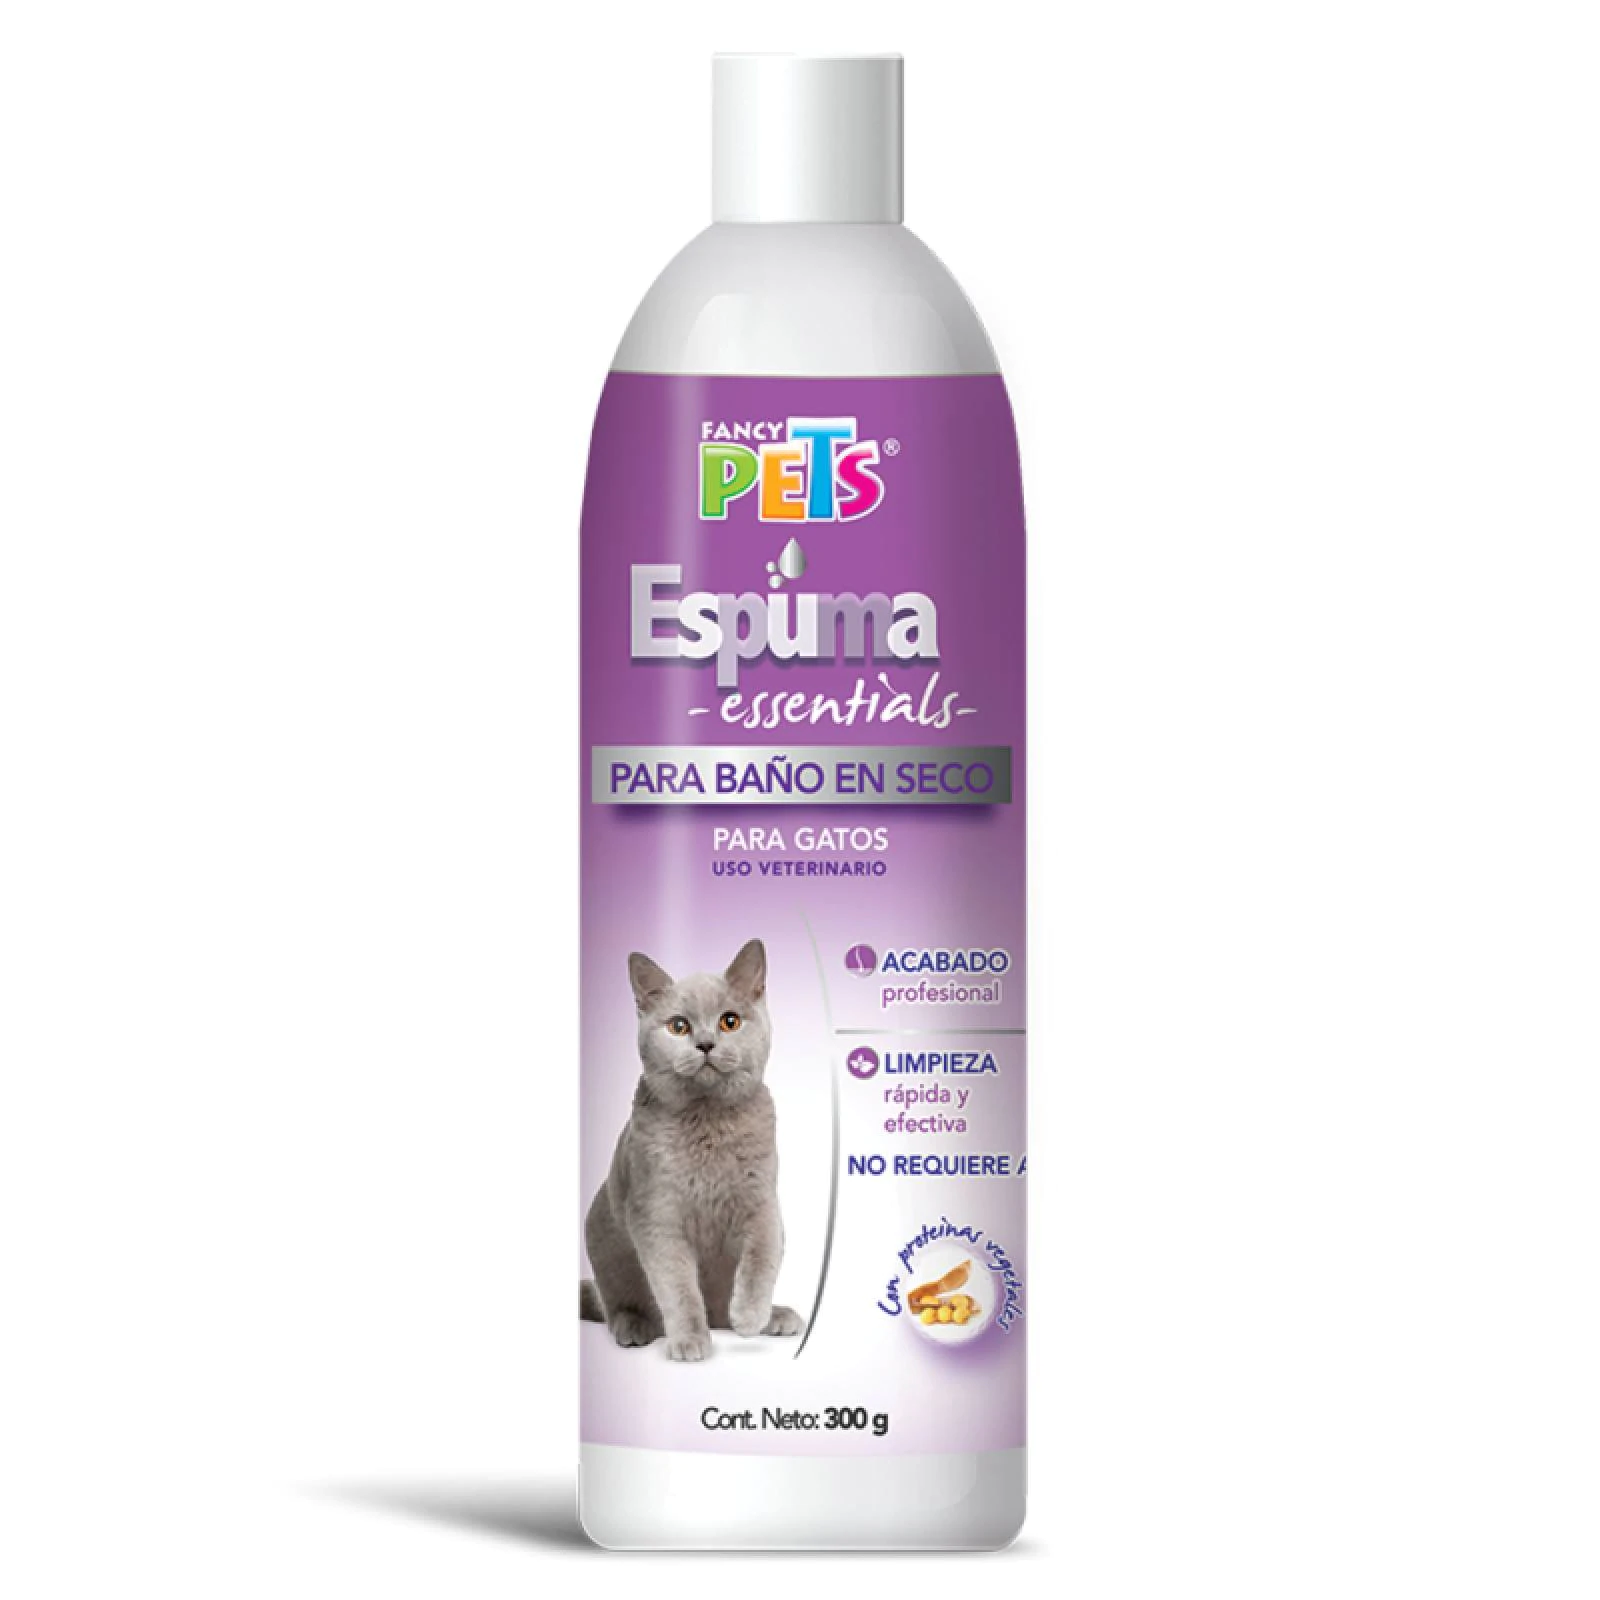 FANCY
PETS®
Espuma
-essentials-
PARA BAÑO EN SECO
PARA GATOS
USO VETERINARIO
ACABADO
profesional
LIMPIEZA
rápida y
efectiva
NO REQUIERE
Con proteínas vegetales
Cont. Neto: 300 g